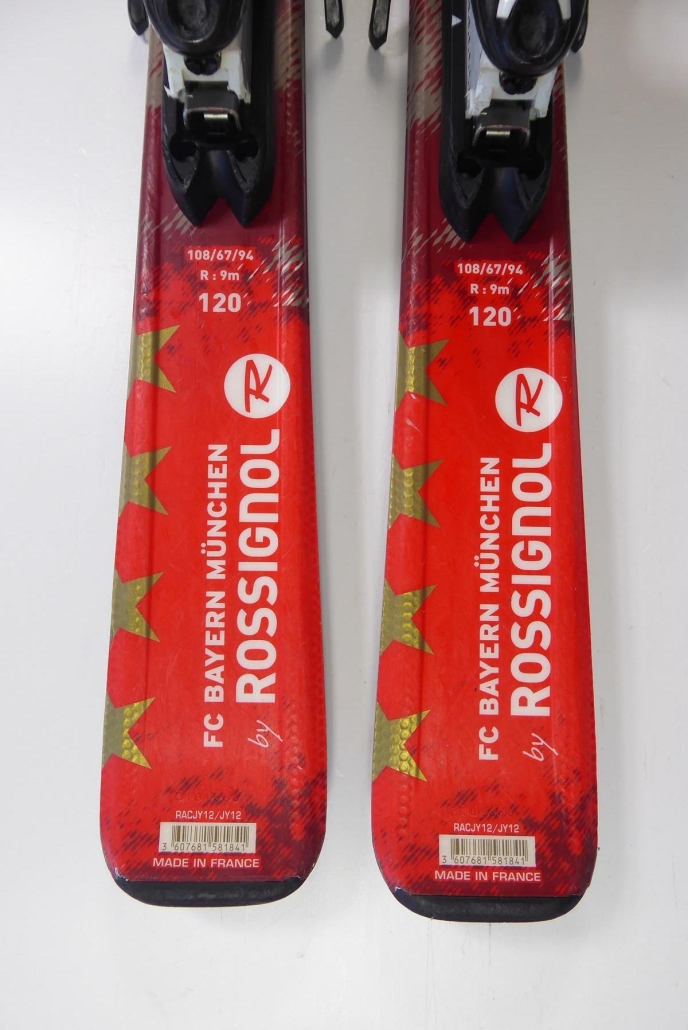 108/67/94
R : 9m
120
R
FC BAYERN MÜNCHEN
by ROSSIGNOL
RACJY12/JY12
3 607681 581841
MADE IN FRANCE
108/67/94
R : 9m
120
R
FC BAYERN MÜNCHEN
by ROSSIGNOL
RACJY12/JY12
3 607681 581841
MADE IN FRANCE